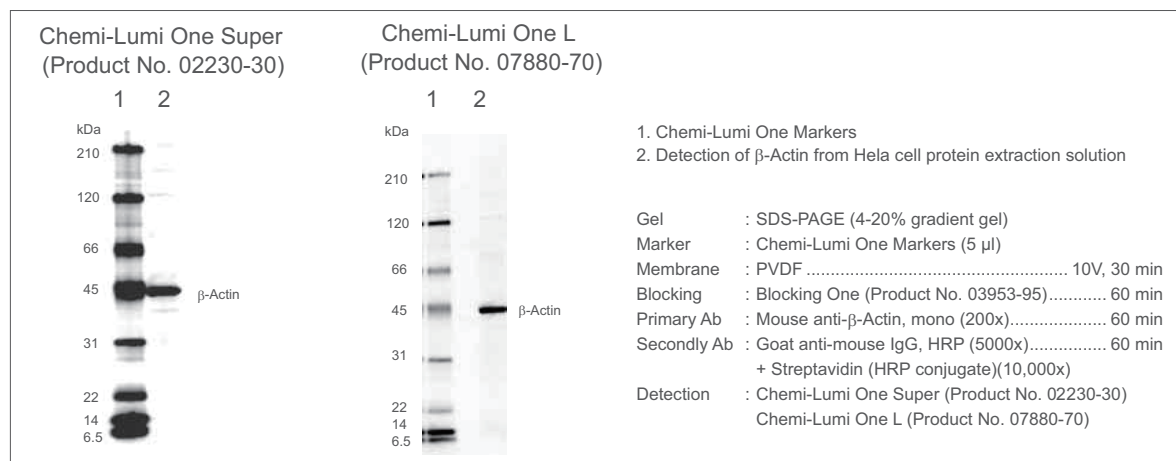 Chemi-Lumi One Super
(Product No. 02230-30)
1 2
kDa
210
120
66
45
β-Actin
31
22
14
6.5
Chemi-Lumi One L
(Product No. 07880-70)
1 2
kDa
210
120
66
45
β-Actin
31
22
14
6.5
1. Chemi-Lumi One Markers
2. Detection of β-Actin from Hela cell protein extraction solution
Gel : SDS-PAGE (4-20% gradient gel)
Marker : Chemi-Lumi One Markers (5 µl)
Membrane : PVDF ..................................................... 10V, 30 min
Blocking : Blocking One (Product No. 03953-95)............ 60 min
Primary Ab : Mouse anti-β-Actin, mono (200x)................... 60 min
Secondly Ab : Goat anti-mouse IgG, HRP (5000x)................ 60 min
+ Streptavidin (HRP conjugate)(10,000x)
Detection : Chemi-Lumi One Super (Product No. 02230-30)
Chemi-Lumi One L (Product No. 07880-70)